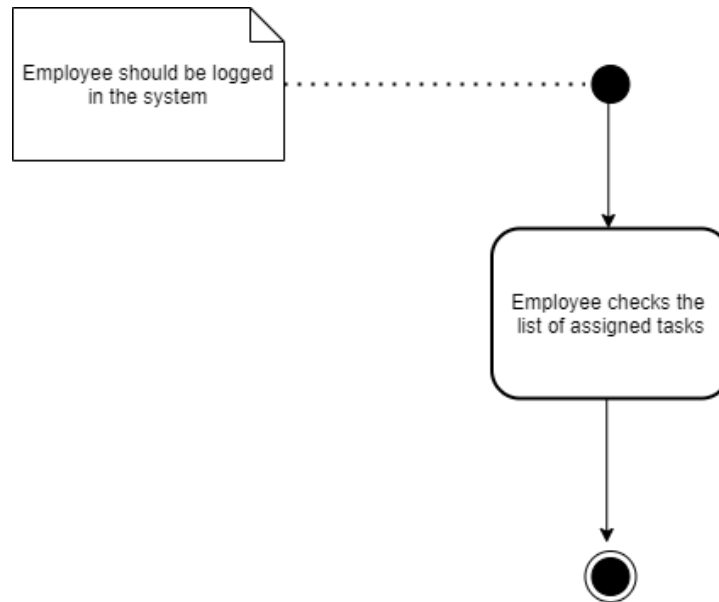 Employee should be logged
in the system
Employee checks the
list of assigned tasks